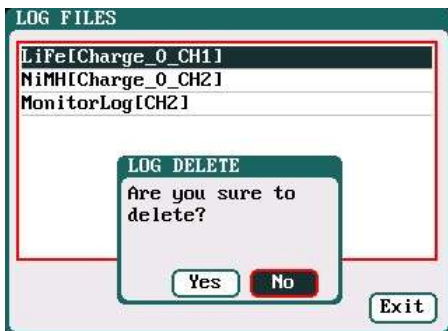 LOG FILES
LiFe[Charge_0_CH1]
NiMH[Charge_0_CH2]
MonitorLog[CH2]
LOG DELETE
Are you sure to
delete?
Yes No
Exit